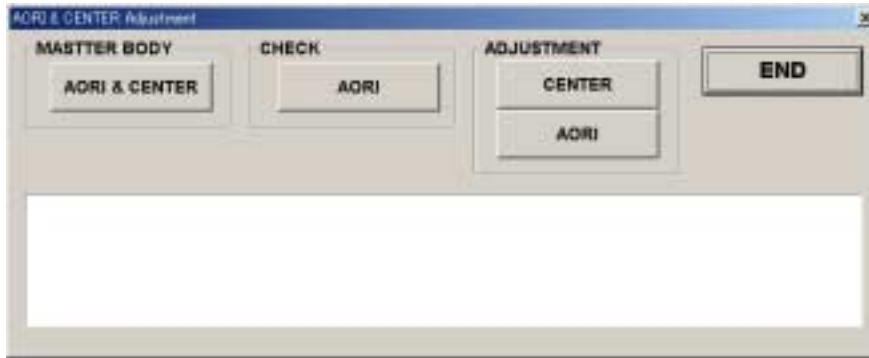 AORI & CENTER Adjustment
MASTTER BODY
AORI & CENTER
CHECK
AORI
ADJUSTMENT
CENTER
AORI
END